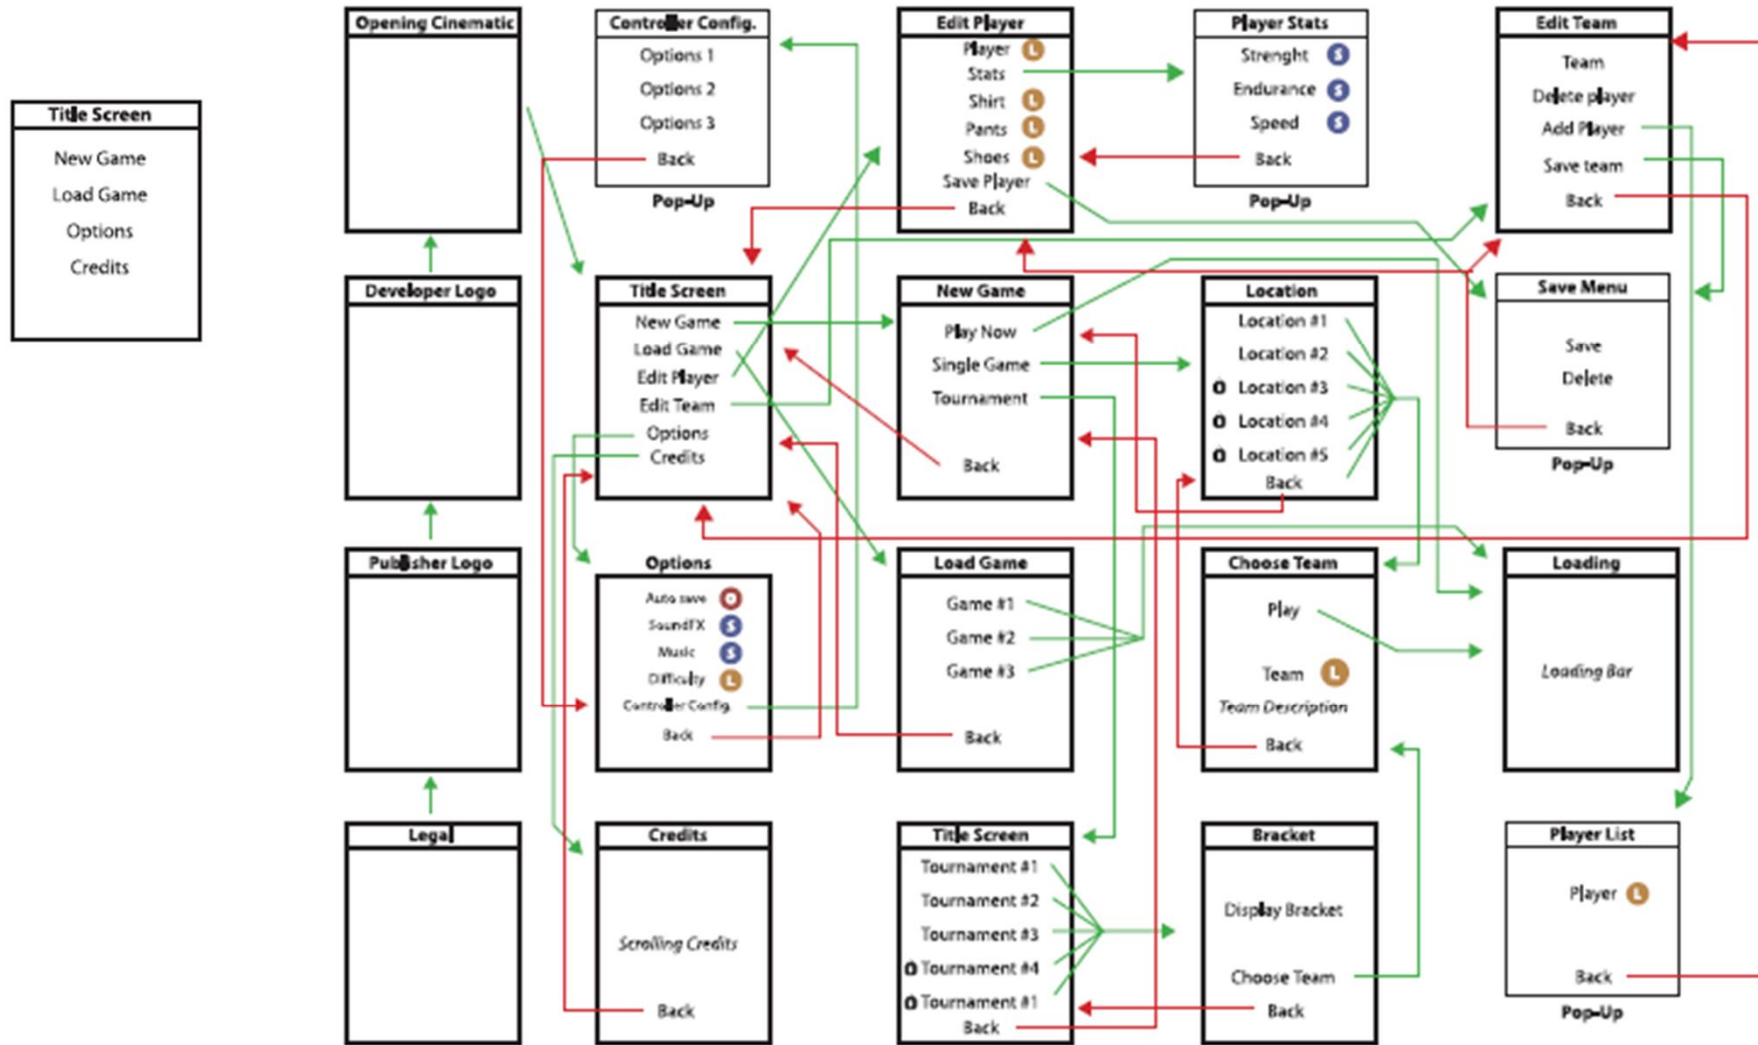 Title Screen
New Game
Load Game
Options
Credits
Opening Cinematic
Controller Config.
Options 1
Options 2
Options 3
Back
Pop-Up
Edit Player
Player L
Stats
Shirt L
Pants L
Shoes L
Save Player
Back
Player Stats
Strenght S
Endurance S
Speed S
Back
Pop-Up
Edit Team
Team
Delete player
Add Player
Save team
Back
Developer Logo
Title Screen
New Game
Load Game
Edit Player
Edit Team
Options
Credits
New Game
Play Now
Single Game
Tournament
Back
Location
Location #1
Location #2
Location #3
Location #4
Location #5
Back
Save Menu
Save
Delete
Back
Pop-Up
Publisher Logo
Options
Auto save
SoundFX S
Music S
Difficulty L
Controller Config.
Back
Load Game
Game #1
Game #2
Game #3
Back
Choose Team
Play
Team L
Team Description
Back
Loading
Loading Bar
Legal
Credits
Scrolling Credits
Back
Title Screen
Tournament #1
Tournament #2
Tournament #3
Tournament #4
Tournament #1
Back
Bracket
Display Bracket
Choose Team
Back
Player List
Player L
Back
Pop-Up